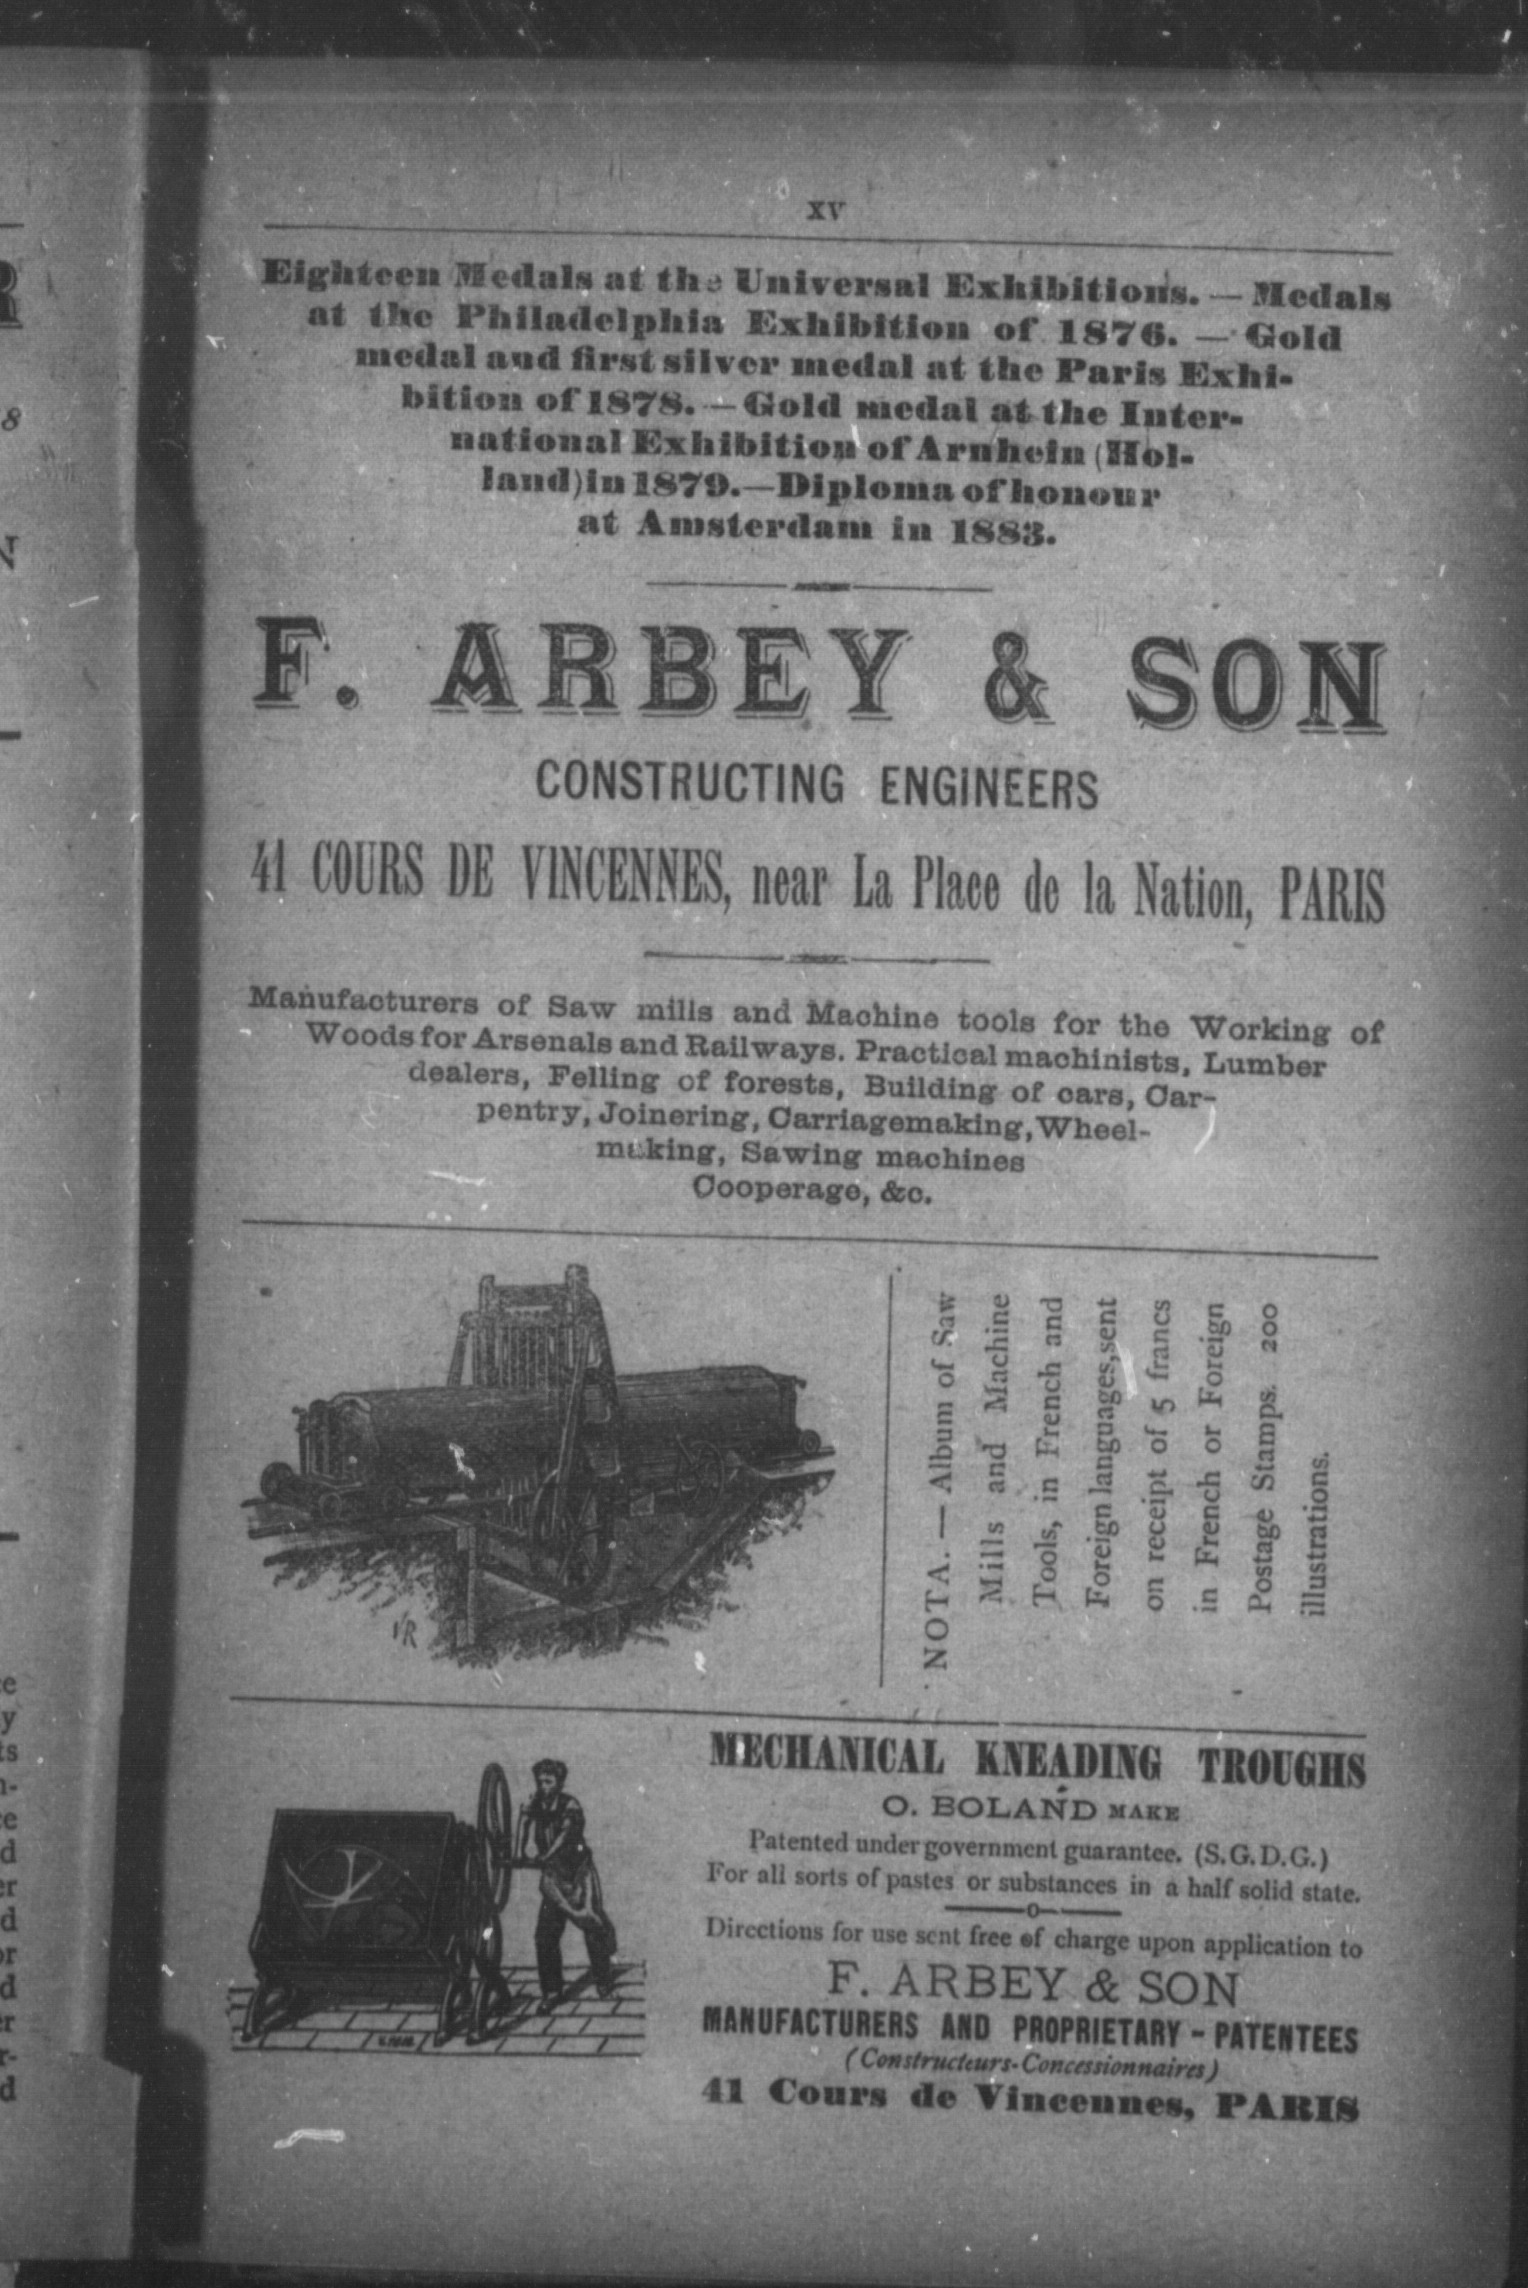 XV
Eighteen Medals at the Universal Exhibitions. — Medals
at the Philadelphia Exhibition of 1876. — Gold
medal and first silver medal at the Paris Exhi-
bition of 1878. — Gold medal at the Inter-
national Exhibition of Arnhein (Hol-
land) in 1879. — Diploma of honour
at Amsterdam in 1883.
F. ARBEY & SON
CONSTRUCTING ENGINEERS
41 COURS DE VINCENNES, near La Place de la Nation, PARIS
Manufacturers of Saw mills and Machine tools for the Working of
Woods for Arsenals and Railways. Practical machinists, Lumber
dealers, Felling of forests, Building of cars, Car-
pentry, Joinering, Carriagemaking, Wheel-
making, Sawing machines
Cooperage, &c.
NOTA. — Album of Saw
Mills and Machine
Tools, in French and
Foreign languages, sent
on receipt of 5 francs
in French or Foreign
Postage Stamps. 200
illustrations.
VR
MECHANICAL KNEADING TROUGHS
O. BOLAND MAKE
Patented under government guarantee. (S.G.D.G.)
For all sorts of pastes or substances in a half solid state.
Directions for use sent free of charge upon application to
F. ARBEY & SON
MANUFACTURERS AND PROPRIETARY - PATENTEES
(Constructeurs-Concessionnaires)
41 Cours de Vincennes, PARIS